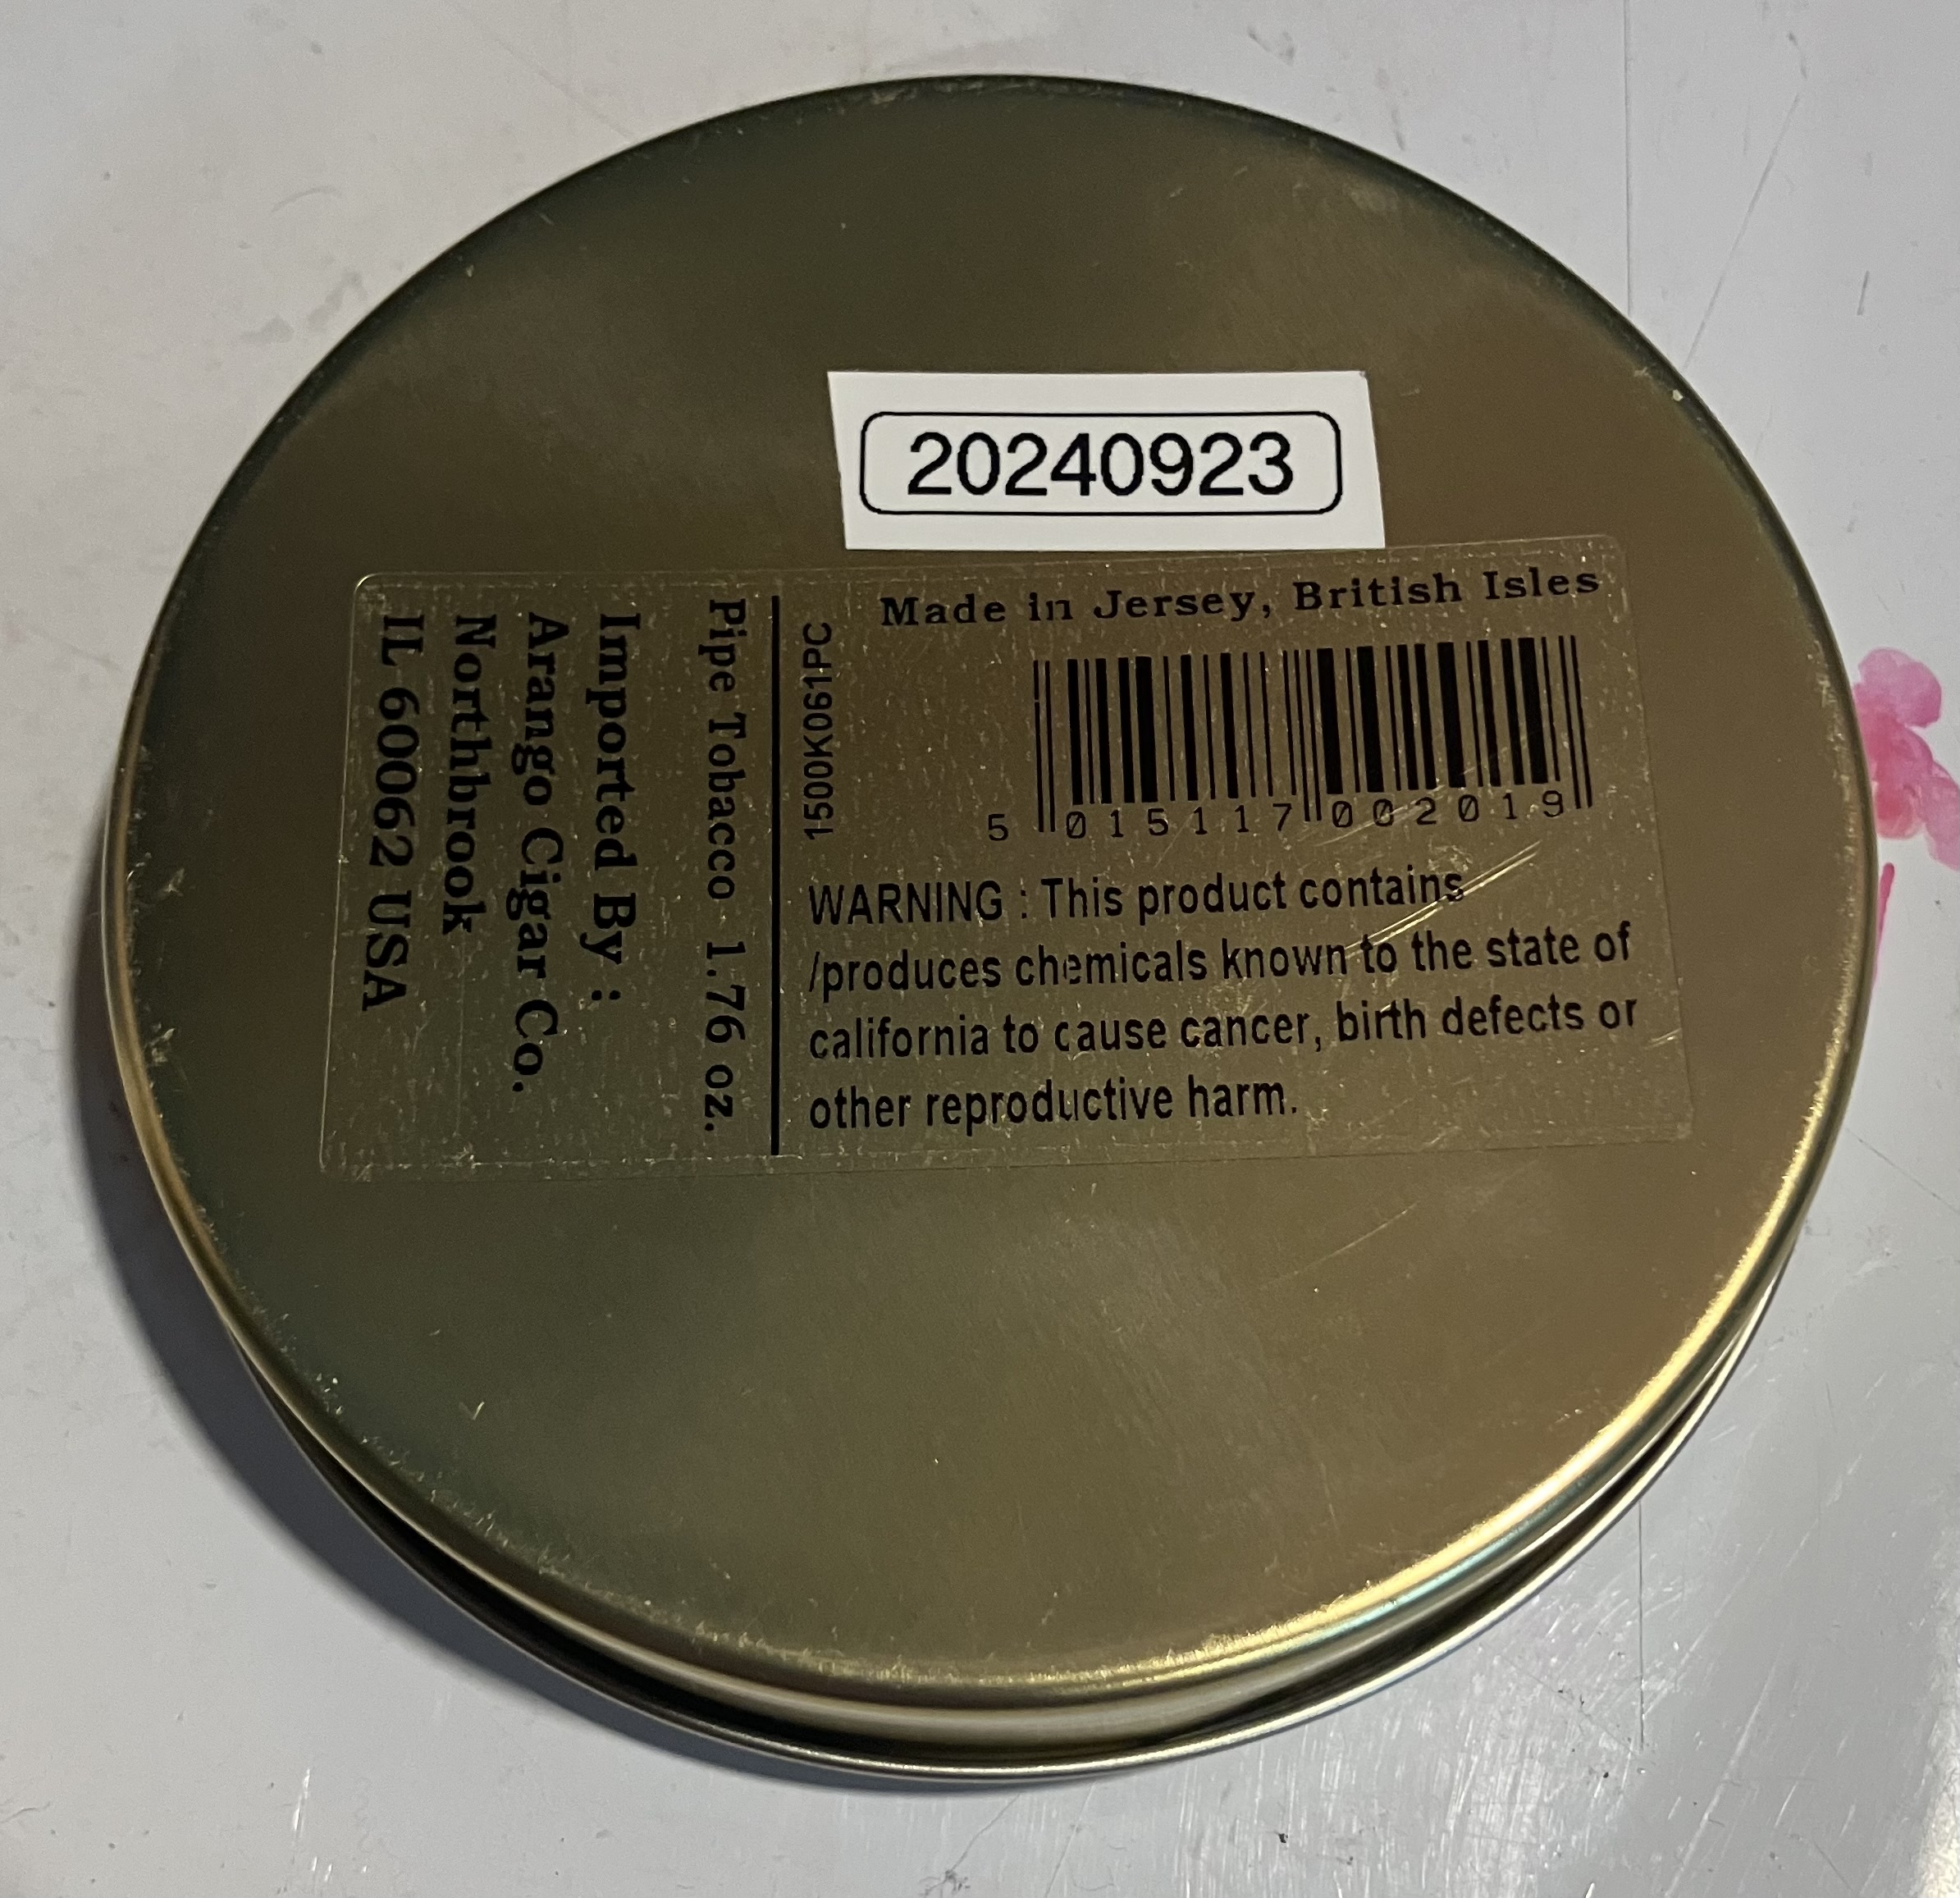 20240923
Made in Jersey, British Isles
1500K061PC
5 015117 002019
WARNING : This product contains
/produces chemicals known to the state of
california to cause cancer, birth defects or
other reproductive harm.
Pipe Tobacco 1.76 oz.
Imported By :
Arango Cigar Co.
Northbrook
IL 60062 USA